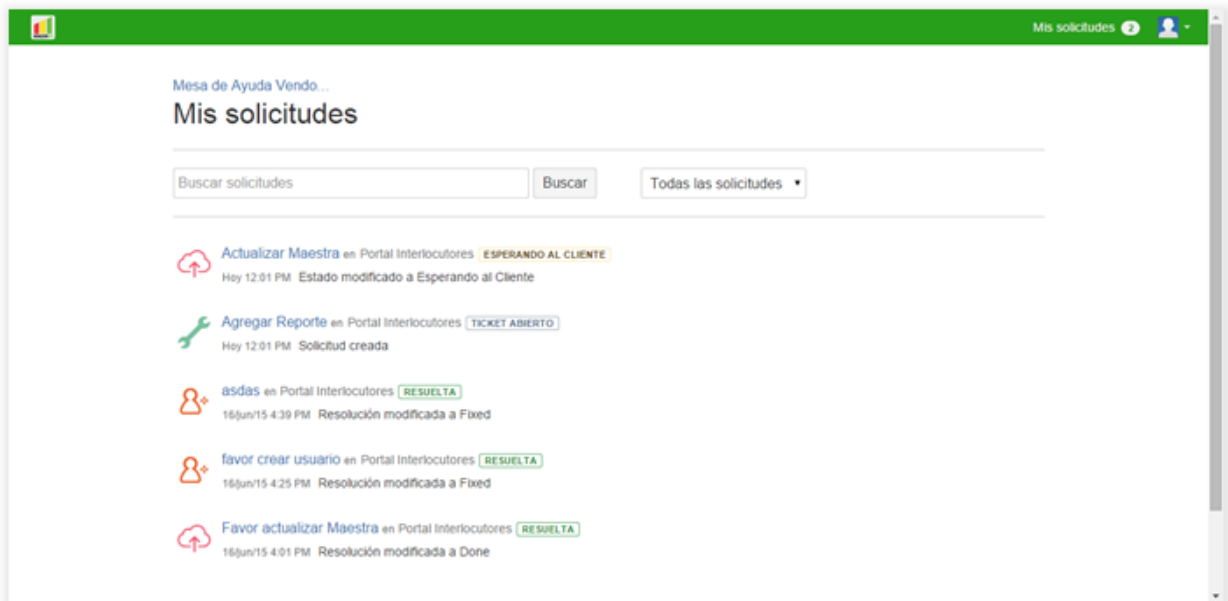 Mis solicitudes 2
Mesa de Ayuda Vendo...
Mis solicitudes
Buscar solicitudes Buscar Todas las solicitudes
Actualizar Maestra en Portal Interlocutores ESPERANDO AL CLIENTE
Hoy 12:01 PM Estado modificado a Esperando al Cliente
Agregar Reporte en Portal Interlocutores TICKET ABIERTO
Hoy 12:01 PM Solicitud creada
asdas en Portal Interlocutores RESUELTA
16/jun/15 4:39 PM Resolución modificada a Fixed
favor crear usuario en Portal Interlocutores RESUELTA
16/jun/15 4:25 PM Resolución modificada a Fixed
Favor actualizar Maestra en Portal Interlocutores RESUELTA
16/jun/15 4:01 PM Resolución modificada a Done